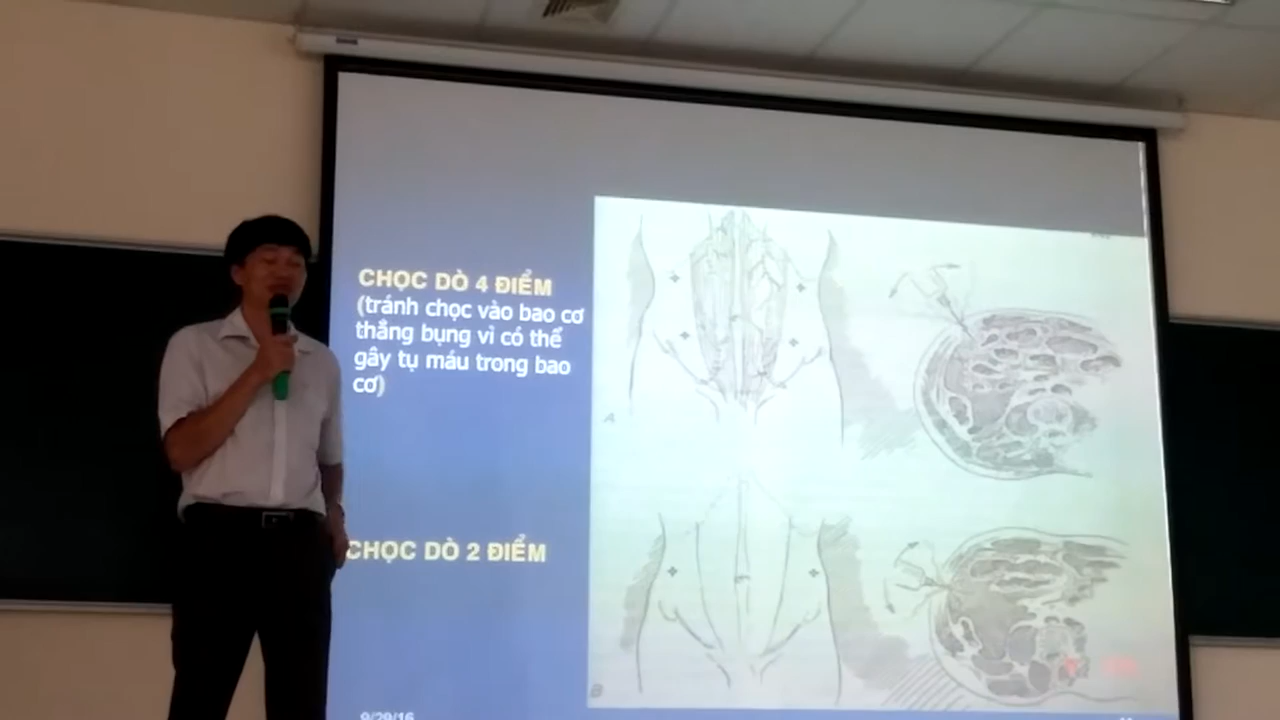 CHỌC DÒ 4 ĐIỂM
(tránh chọc vào bao cơ
thẳng bụng vì có thể
gây tụ máu trong bao
cơ)
A
CHỌC DÒ 2 ĐIỂM
B
9/29/16